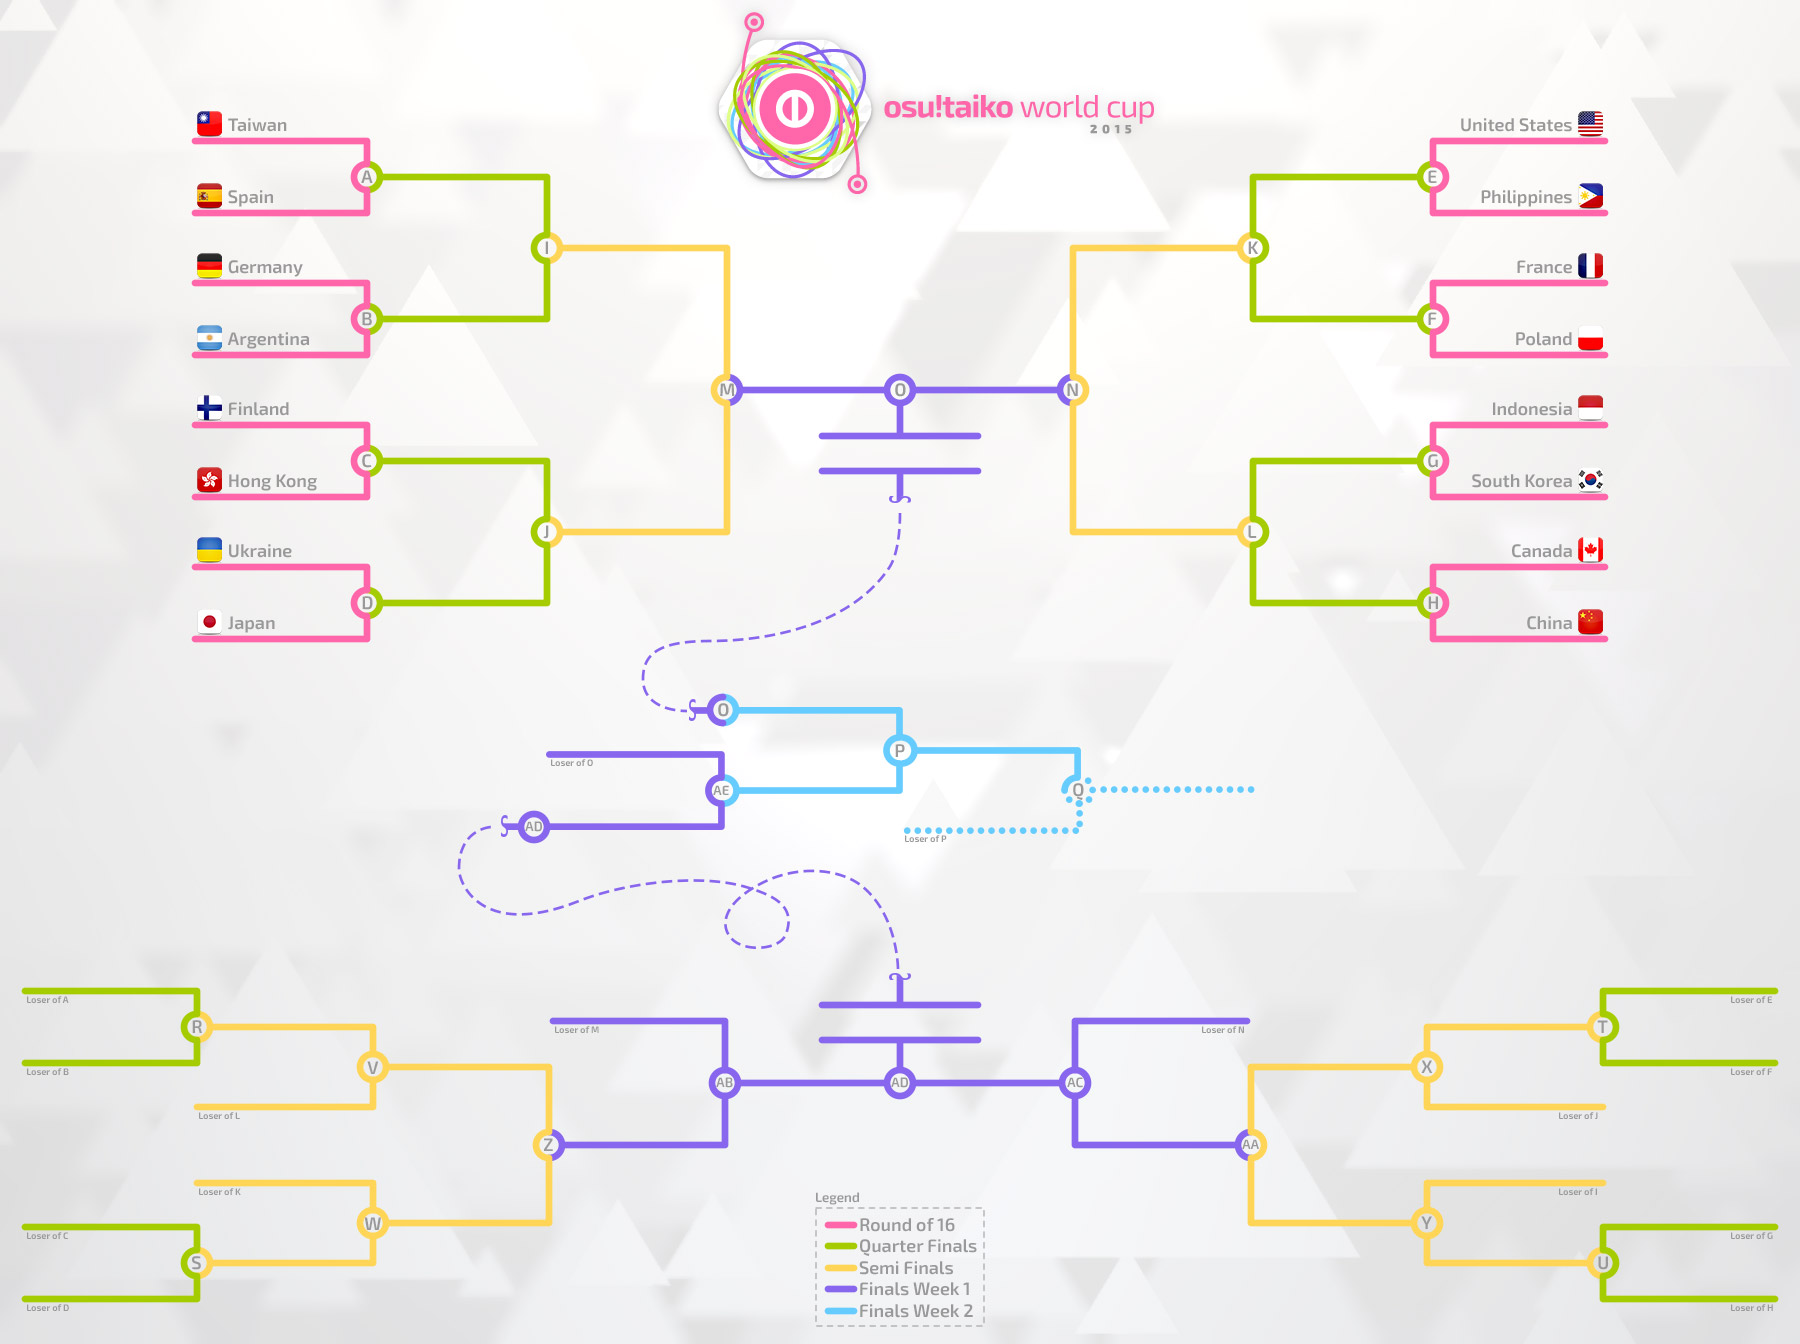 osu!taiko world cup
2015
Taiwan
A
Spain
Germany
B
Argentina
Finland
C
Hong Kong
Ukraine
D
Japan
I
J
M
O
N
K
L
United States
E
Philippines
France
F
Poland
Indonesia
G
South Korea
Canada
H
China
O
P
Loser of O
AE
AD
Q
Loser of P
Loser of A
R
Loser of B
V
Loser of L
Loser of K
W
Loser of C
S
Loser of D
Z
Loser of M
AB
AD
AC
Loser of N
AA
X
Loser of J
Loser of I
Y
Loser of E
T
Loser of F
Loser of G
U
Loser of H
Legend
Round of 16
Quarter Finals
Semi Finals
Finals Week 1
Finals Week 2